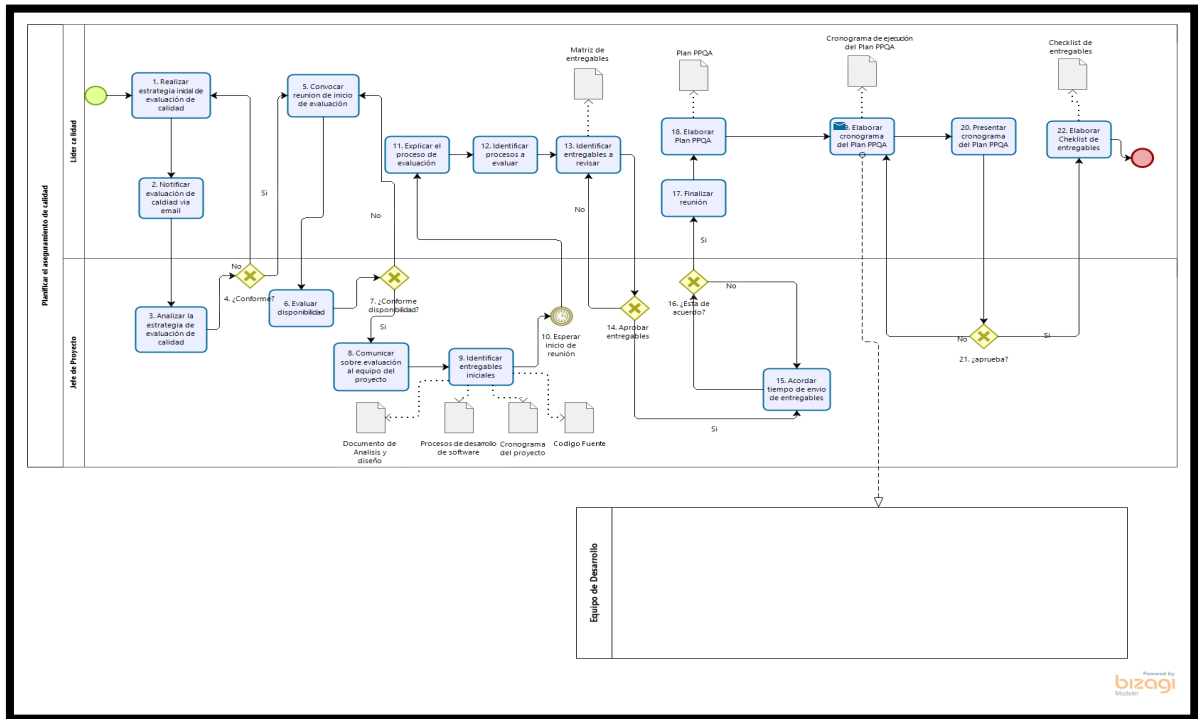 Planificar el aseguramiento de calidad
Lider calidad
Jefe de Proyecto
1. Realizar
estrategia inicial de
evaluación de
calidad
2. Notificar
evaluación de
caldiad via
email
3. Analizar la
estrategia de
evaluación de
calidad
No
4. ¿Conforme?
Si
5. Convocar
reunion de inicio
de evaluación
6. Evaluar
disponibilidad
No
7. ¿Conforme
disponibilidad?
Si
8. Comunicar
sobre evaluación
al equipo del
proyecto
9. Identificar
entregables
iniciales
Documento de
Analisis y
diseño
Procesos de desarrollo
de software
Cronograma
del proyecto
Codigo Fuente
10. Esperar
inicio de
reunión
11. Explicar el
proceso de
evaluación
12. Identificar
procesos a
evaluar
13. Identificar
entregables a
revisar
Matriz de
entregables
No
14. Aprobar
entregables
Si
15. Acordar
tiempo de envio
de entregables
16. ¿Esta de
acuerdo?
No
Si
17. Finalizar
reunión
18. Elaborar
Plan PPQA
Plan PPQA
9. Elaborar
cronograma
del Plan PPQA
Cronograma de ejecución
del Plan PPQA
20. Presentar
cronograma
del Plan PPQA
No
Si
21. ¿aprueba?
22. Elaborar
Checklist de
entregables
Checklist de
entregables
Equipo de Desarrollo
Powered by
bizagi
Modeler